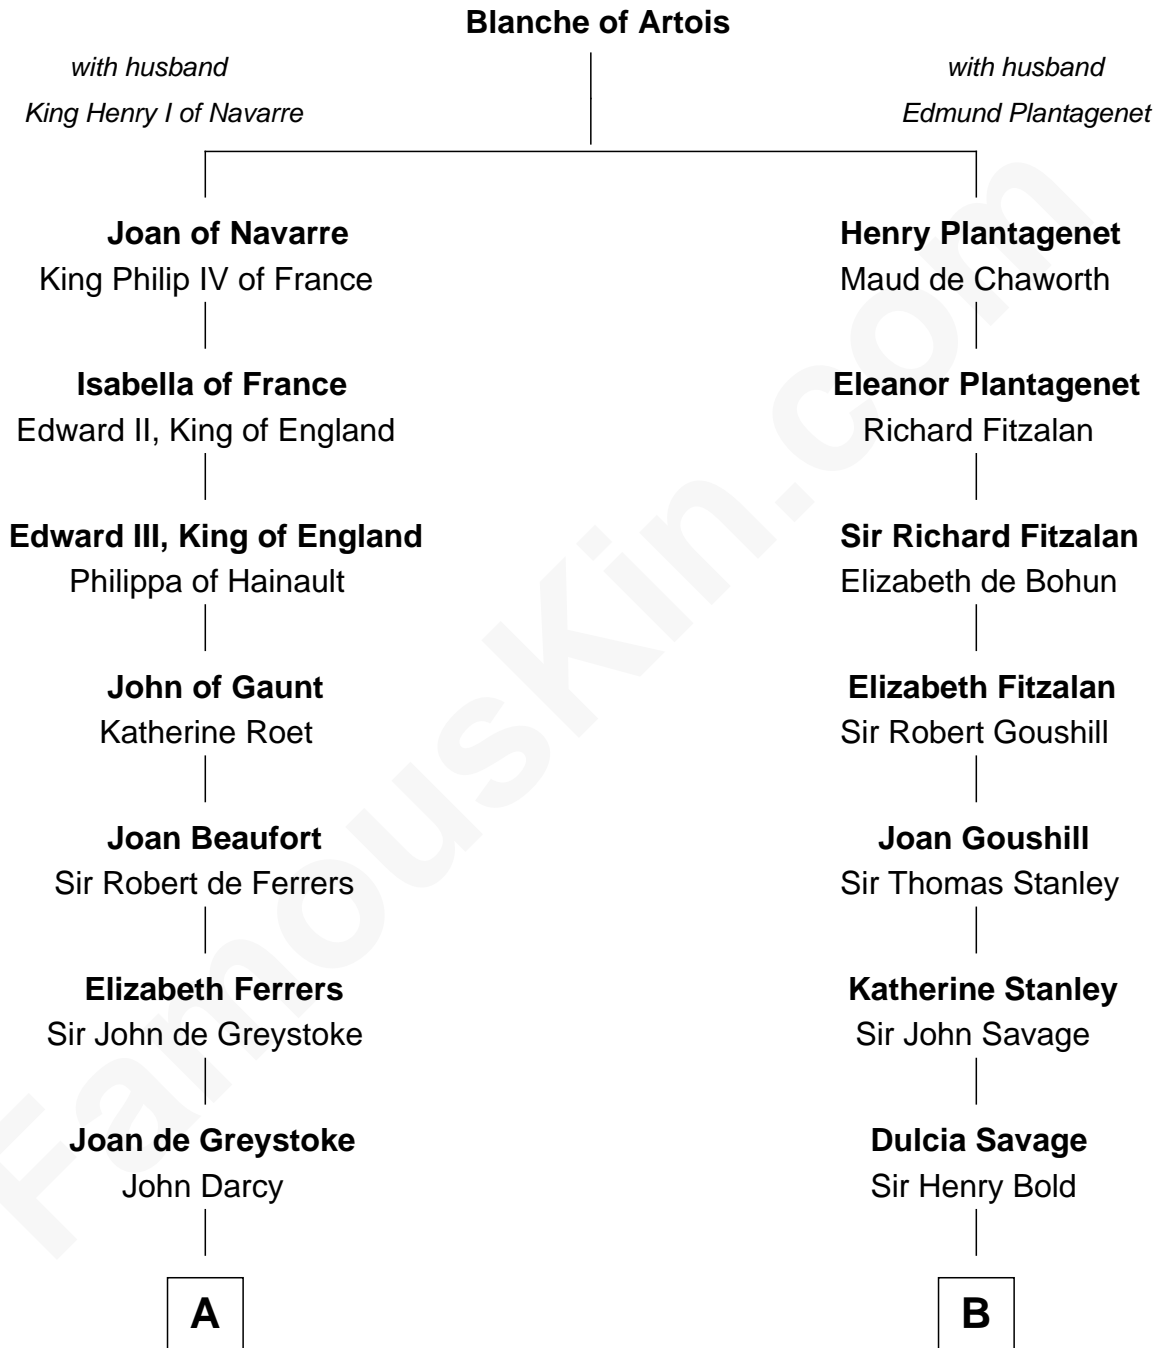 Blanche of Artois
with husband
King Henry I of Navarre
with husband
Edmund Plantagenet
Joan of Navarre
King Philip IV of France
Henry Plantagenet
Maud de Chaworth
Isabella of France
Edward II, King of England
Eleanor Plantagenet
Richard Fitzalan
Edward III, King of England
Philippa of Hainault
Sir Richard Fitzalan
Elizabeth de Bohun
John of Gaunt
Katherine Roet
Elizabeth Fitzalan
Sir Robert Goushill
Joan Beaufort
Sir Robert de Ferrers
Joan Goushill
Sir Thomas Stanley
Elizabeth Ferrers
Sir John de Greystoke
Katherine Stanley
Sir John Savage
Joan de Greystoke
John Darcy
Dulcia Savage
Sir Henry Bold
A
B
FamousKin.com